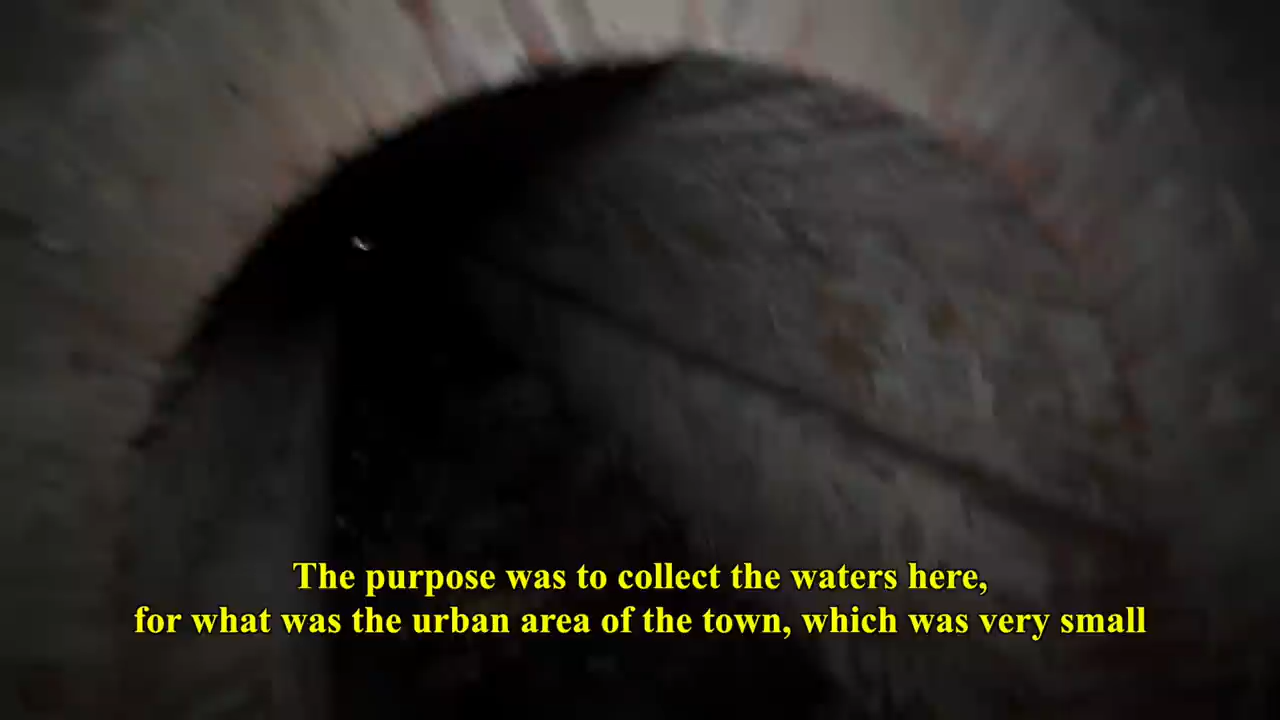 The purpose was to collect the waters here,
for what was the urban area of the town, which was very small